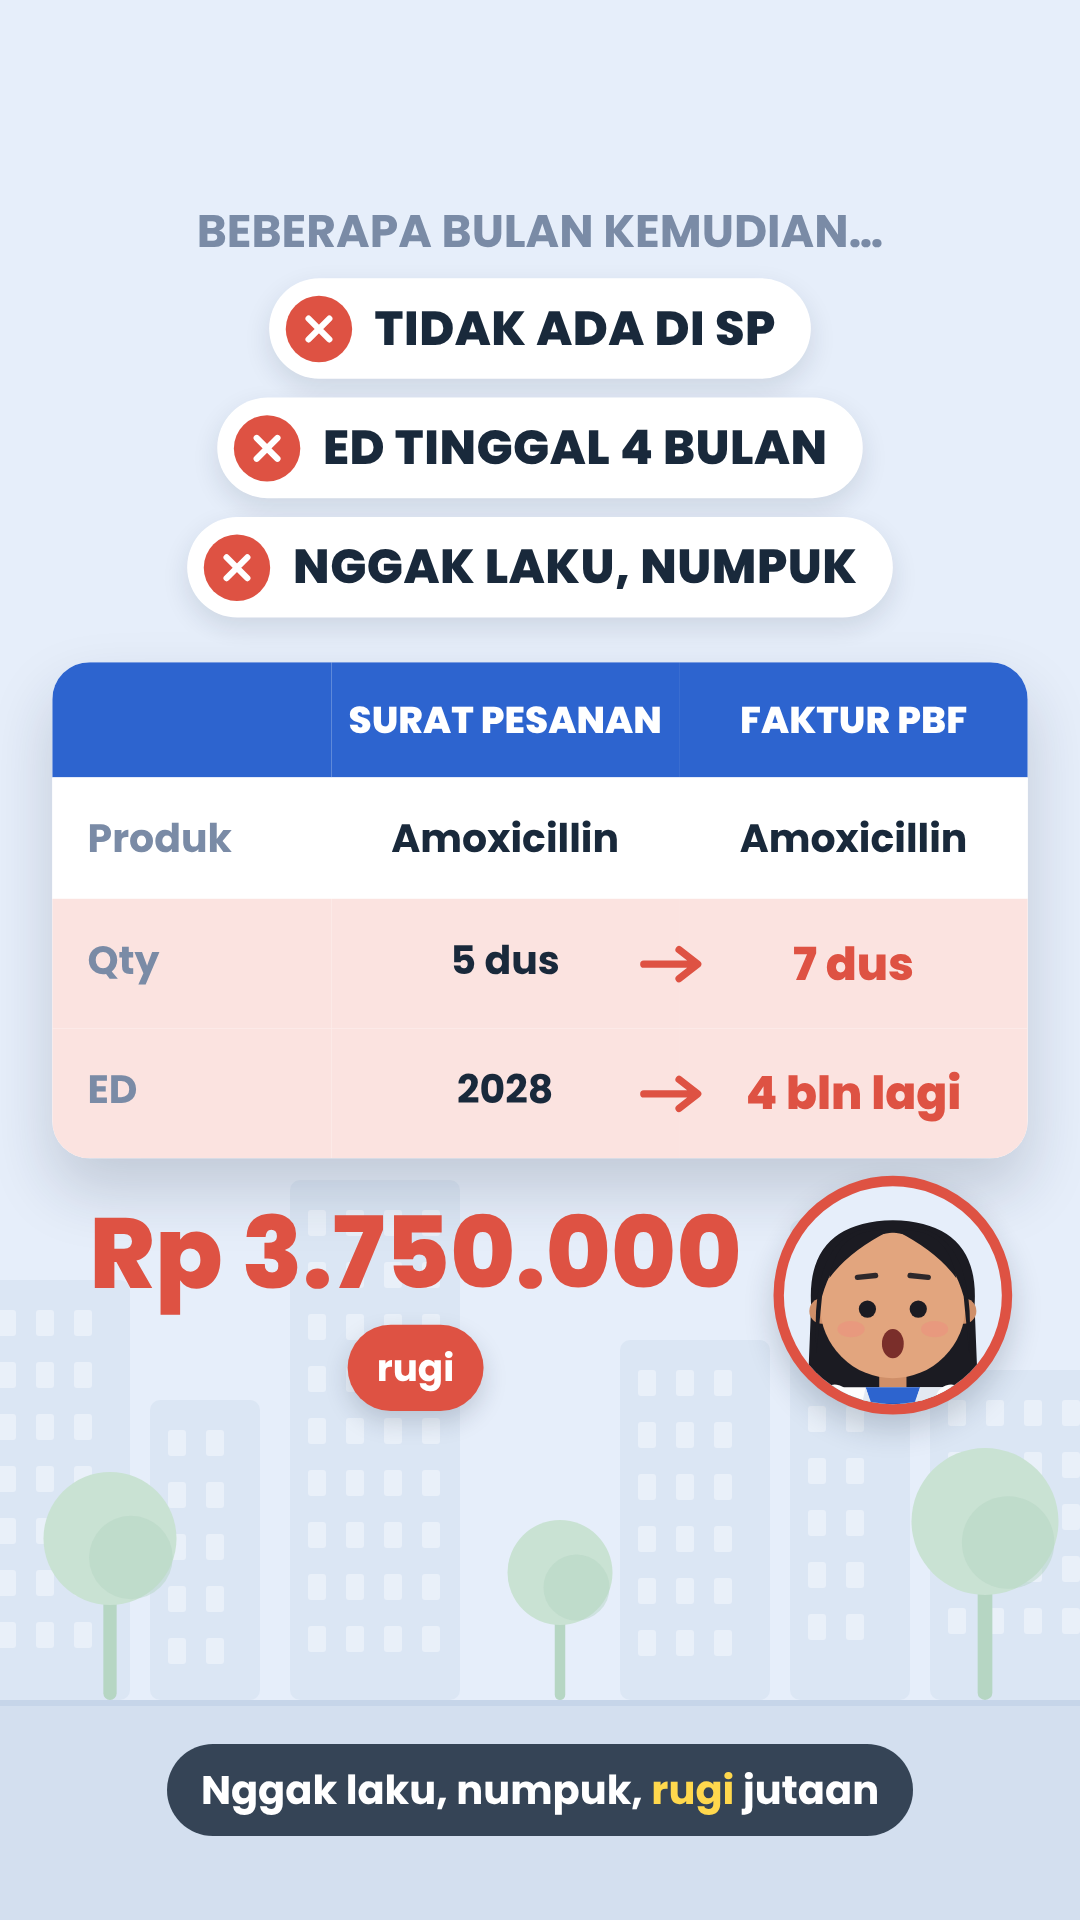 BEBERAPA BULAN KEMUDIAN...
TIDAK ADA DI SP
ED TINGGAL 4 BULAN
NGGAK LAKU, NUMPUK
SURAT PESANAN FAKTUR PBF
Produk Amoxicillin Amoxicillin
Qty 5 dus → 7 dus
ED 2028 → 4 bln lagi
Rp 3.750.000
rugi
Nggak laku, numpuk, rugi jutaan